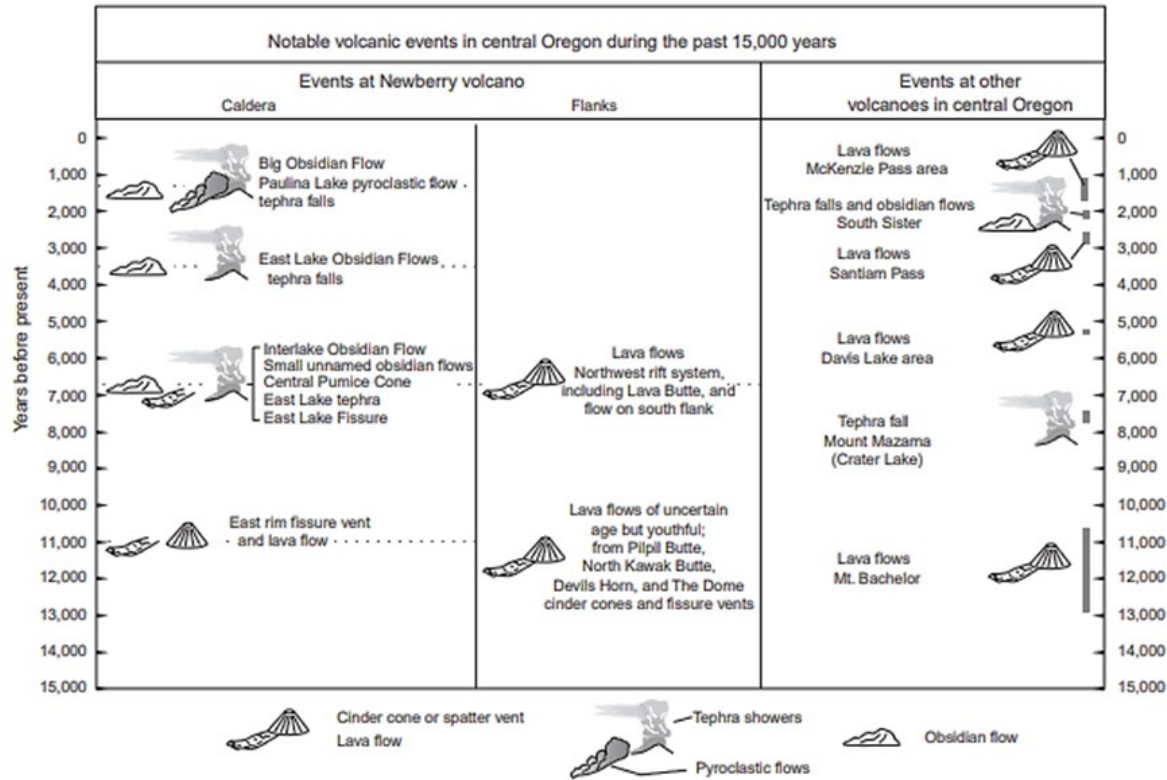 Notable volcanic events in central Oregon during the past 15,000 years
Events at Newberry volcano
Caldera
Flanks
Events at other
volcanoes in central Oregon
Years before present
0
1,000
2,000
3,000
4,000
5,000
6,000
7,000
8,000
9,000
10,000
11,000
12,000
13,000
14,000
15,000
Big Obsidian Flow
Paulina Lake pyroclastic flow
tephra falls
East Lake Obsidian Flows
tephra falls
Interlake Obsidian Flow
Small unnamed obsidian flows
Central Pumice Cone
East Lake tephra
East Lake Fissure
East rim fissure vent
and lava flow
Lava flows
Northwest rift system,
including Lava Butte, and
flow on south flank
Lava flows of uncertain
age but youthful;
from Pilpil Butte,
North Kawak Butte,
Devils Horn, and The Dome
cinder cones and fissure vents
Lava flows
McKenzie Pass area
Tephra falls and obsidian flows
South Sister
Lava flows
Santiam Pass
Lava flows
Davis Lake area
Tephra fall
Mount Mazama
(Crater Lake)
Lava flows
Mt. Bachelor
0
1,000
2,000
3,000
4,000
5,000
6,000
7,000
8,000
9,000
10,000
11,000
12,000
13,000
14,000
15,000
Cinder cone or spatter vent
Lava flow
Tephra showers
Pyroclastic flows
Obsidian flow